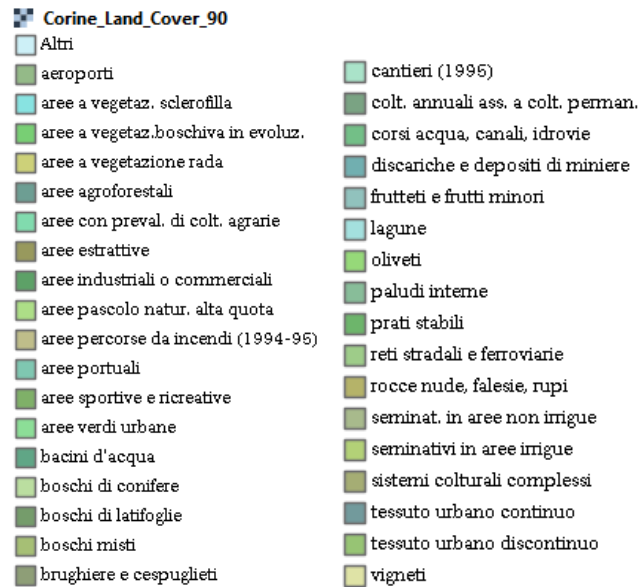 Corine_Land_Cover_90
Altri
aeroporti
aree a vegetaz. sclerofilla
aree a vegetaz.boschiva in evoluz.
aree a vegetazione rada
aree agroforestali
aree con preval. di colt. agrarie
aree estrattive
aree industriali o commerciali
aree pascolo natur. alta quota
aree percorse da incendi (1994-95)
aree portuali
aree sportive e ricreative
aree verdi urbane
bacini d'acqua
boschi di conifere
boschi di latifoglie
boschi misti
brughiere e cespuglieti
cantieri (1995)
colt. annuali ass. a colt. perman.
corsi acqua, canali, idrovie
discariche e depositi di miniere
frutteti e frutti minori
lagune
oliveti
paludi interne
prati stabili
reti stradali e ferroviarie
rocce nude, falesie, rupi
seminat. in aree non irrigue
seminativi in aree irrigue
sistemi colturali complessi
tessuto urbano continuo
tessuto urbano discontinuo
vigneti